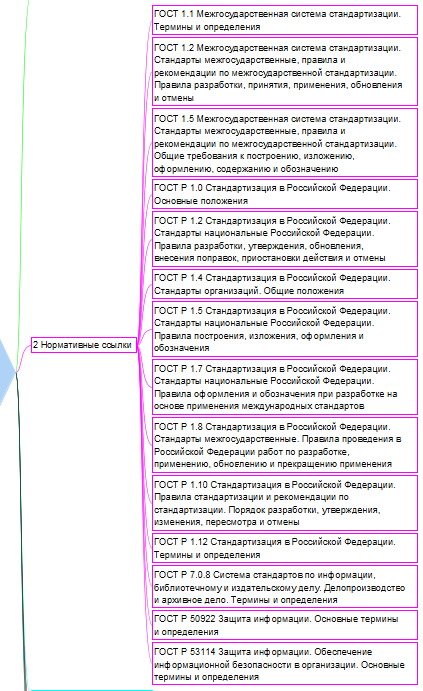 ГОСТ 1.1 Межгосударственная система стандартизации.
Термины и определения
ГОСТ 1.2 Межгосударственная система стандартизации.
Стандарты межгосударственные, правила и
рекомендации по межгосударственной стандартизации.
Правила разработки, принятия, применения, обновления
и отмены
ГОСТ 1.5 Межгосударственная система стандартизации.
Стандарты межгосударственные, правила и
рекомендации по межгосударственной стандартизации.
Общие требования к построению, изложению,
оформлению, содержанию и обозначению
ГОСТ Р 1.0 Стандартизация в Российской Федерации.
Основные положения
ГОСТ Р 1.2 Стандартизация в Российской Федерации.
Стандарты национальные Российской Федерации.
Правила разработки, утверждения, обновления,
внесения поправок, приостановки действия и отмены
ГОСТ Р 1.4 Стандартизация в Российской Федерации.
Стандарты организаций. Общие положения
ГОСТ Р 1.5 Стандартизация в Российской Федерации.
Стандарты национальные Российской Федерации.
Правила построения, изложения, оформления и
обозначения
2 Нормативные ссылки
ГОСТ Р 1.7 Стандартизация в Российской Федерации.
Стандарты национальные Российской Федерации.
Правила оформления и обозначения при разработке на
основе применения международных стандартов
ГОСТ Р 1.8 Стандартизация в Российской Федерации.
Стандарты межгосударственные. Правила проведения в
Российской Федерации работ по разработке,
применению, обновлению и прекращению применения
ГОСТ Р 1.10 Стандартизация в Российской Федерации.
Правила стандартизации и рекомендации по
стандартизации. Порядок разработки, утверждения,
изменения, пересмотра и отмены
ГОСТ Р 1.12 Стандартизация в Российской Федерации.
Термины и определения
ГОСТ Р 7.0.8 Система стандартов по информации,
библиотечному и издательскому делу. Делопроизводство
и архивное дело. Термины и определения
ГОСТ Р 50922 Защита информации. Основные термины
и определения
ГОСТ Р 53114 Защита информации. Обеспечение
информационной безопасности в организации. Основные
термины и определения